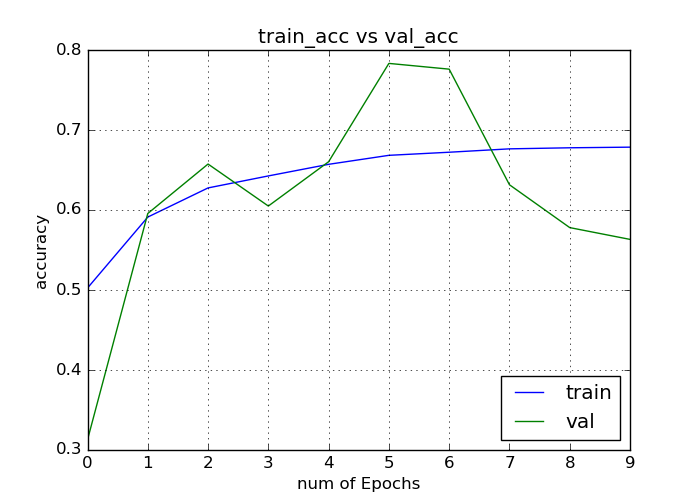 train_acc vs val_acc
0.8
0.7
0.6
0.5
0.4
0.3
accuracy
0 1 2 3 4 5 6 7 8 9
num of Epochs
train
val